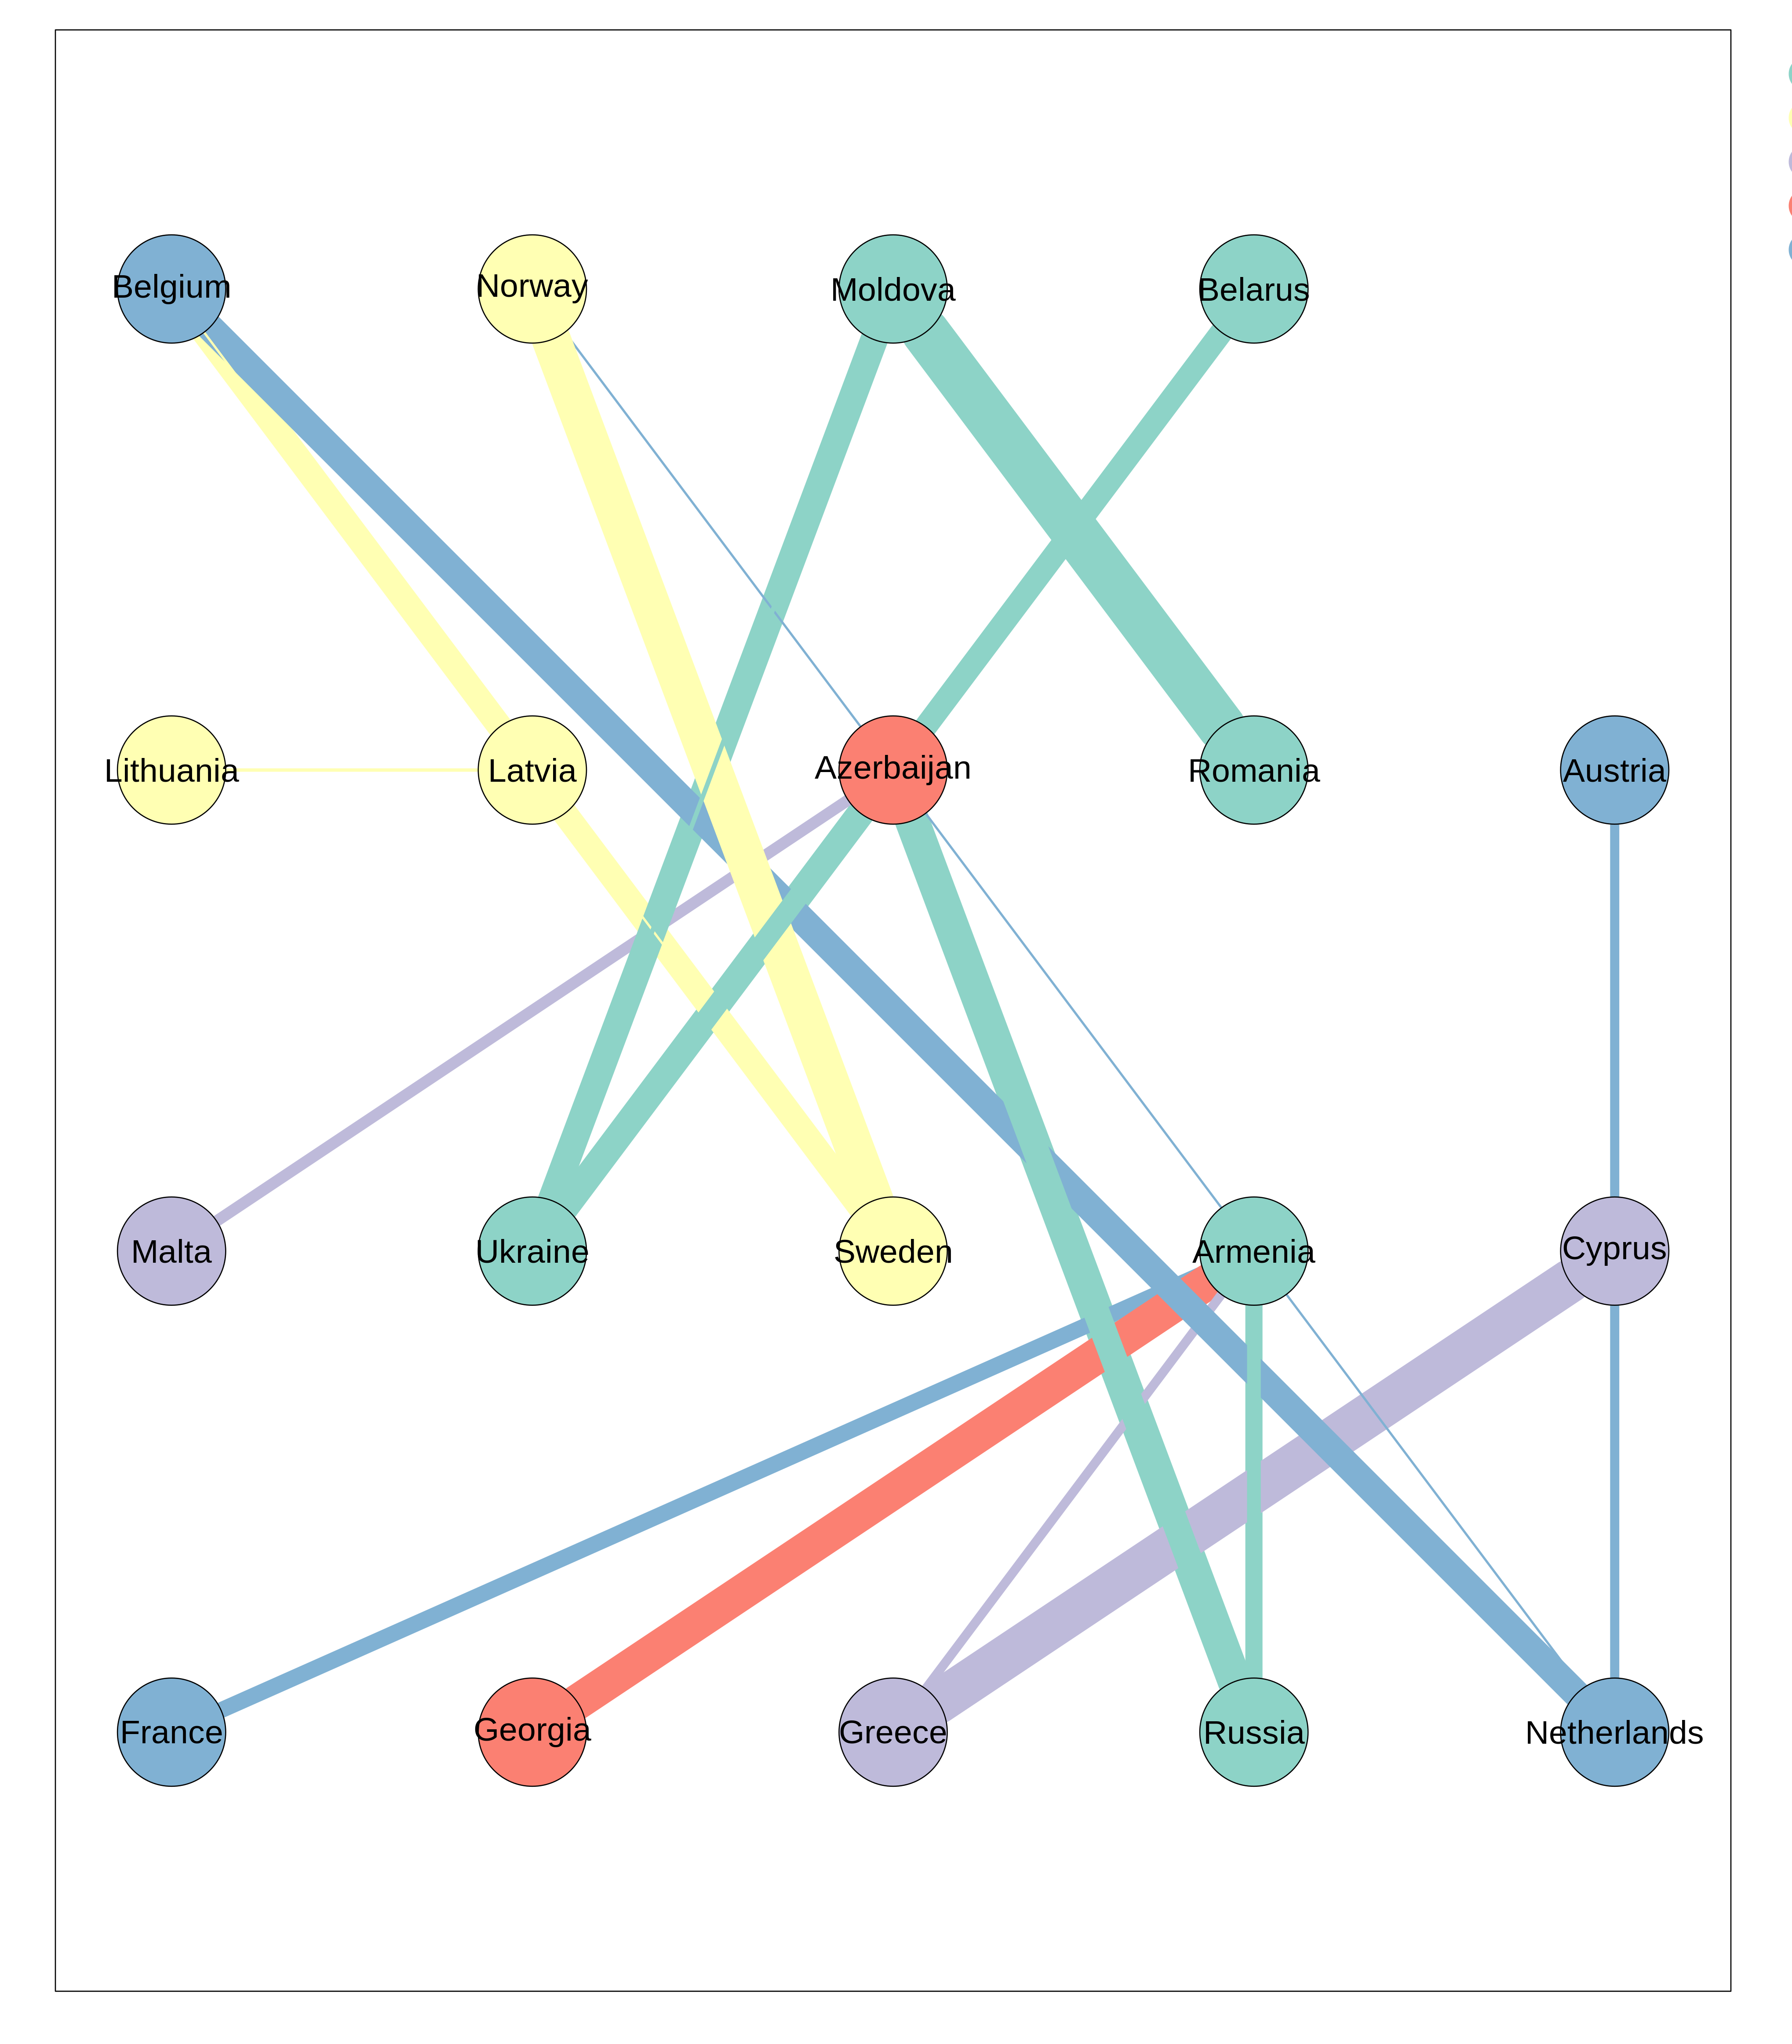 Belgium
Norway
Moldova
Belarus
Lithuania
Latvia
Azerbaijan
Romania
Austria
Malta
Ukraine
Sweden
Armenia
Cyprus
France
Georgia
Greece
Russia
Netherlands